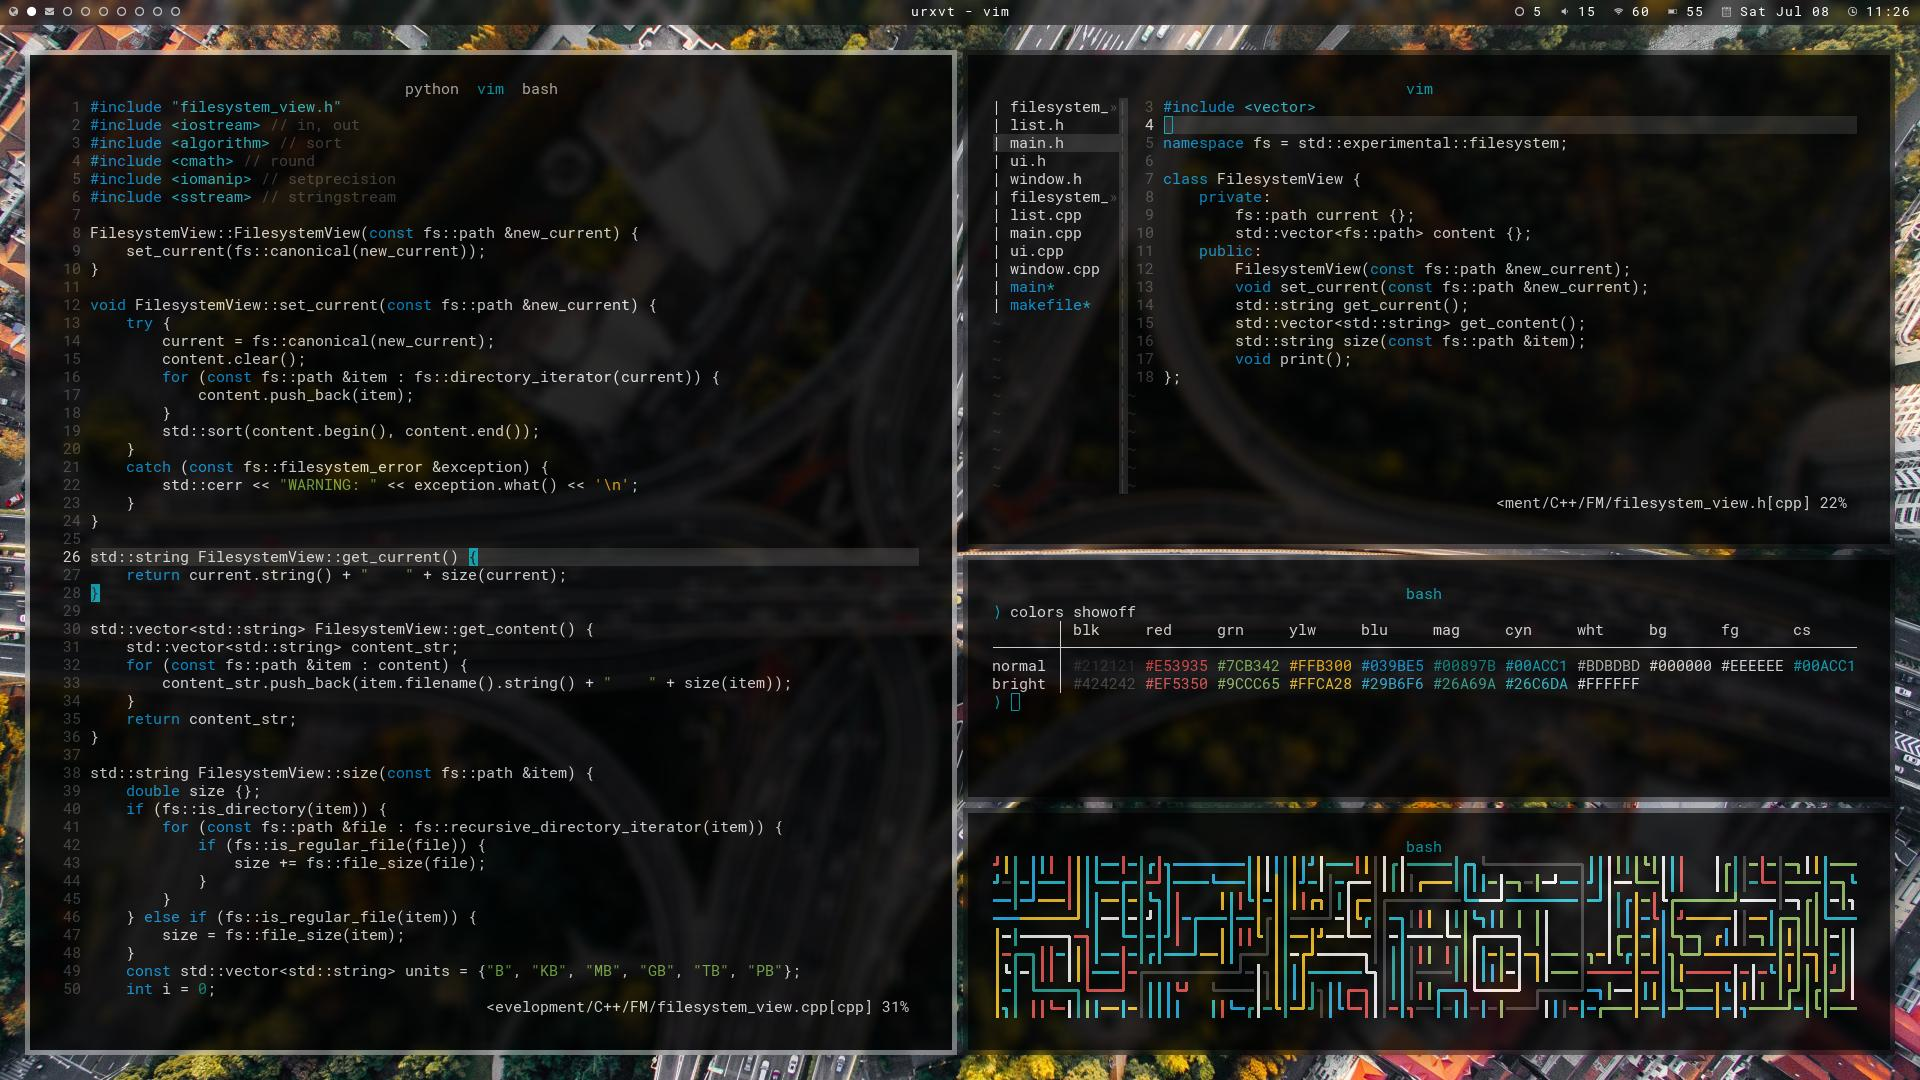 urxvt - vim
5 15 60 55 Sat Jul 08 11:26
python vim bash
1 #include "filesystem_view.h"
2 #include <iostream> // in, out
3 #include <algorithm> // sort
4 #include <cmath> // round
5 #include <iomanip> // setprecision
6 #include <sstream> // stringstream
7
8 FilesystemView::FilesystemView(const fs::path &new_current) {
9     set_current(fs::canonical(new_current));
10 }
11
12 void FilesystemView::set_current(const fs::path &new_current) {
13     try {
14         current = fs::canonical(new_current);
15         content.clear();
16         for (const fs::path &item : fs::directory_iterator(current)) {
17             content.push_back(item);
18         }
19         std::sort(content.begin(), content.end());
20     }
21     catch (const fs::filesystem_error &exception) {
22         std::cerr << "WARNING: " << exception.what() << '\n';
23     }
24 }
25
26 std::string FilesystemView::get_current() {
27     return current.string() + "    " + size(current);
28 }
29
30 std::vector<std::string> FilesystemView::get_content() {
31     std::vector<std::string> content_str;
32     for (const fs::path &item : content) {
33         content_str.push_back(item.filename().string() + "    " + size(item));
34     }
35     return content_str;
36 }
37
38 std::string FilesystemView::size(const fs::path &item) {
39     double size {};
40     if (fs::is_directory(item)) {
41         for (const fs::path &file : fs::recursive_directory_iterator(item)) {
42             if (fs::is_regular_file(file)) {
43                 size += fs::file_size(file);
44             }
45         }
46     } else if (fs::is_regular_file(item)) {
47         size = fs::file_size(item);
48     }
49     const std::vector<std::string> units = {"B", "KB", "MB", "GB", "TB", "PB"};
50     int i = 0;
<evelopment/C++/FM/filesystem_view.cpp[cpp] 31%
vim
| filesystem_»
| list.h
| main.h
| ui.h
| window.h
| filesystem_»
| list.cpp
| main.cpp
| ui.cpp
| window.cpp
| main*
| makefile*
~
~
~
~
~
~
~
~
~
~
3 #include <vector>
4
5 namespace fs = std::experimental::filesystem;
6
7 class FilesystemView {
8     private:
9         fs::path current {};
10         std::vector<fs::path> content {};
11     public:
12         FilesystemView(const fs::path &new_current);
13         void set_current(const fs::path &new_current);
14         std::string get_current();
15         std::vector<std::string> get_content();
16         std::string size(const fs::path &item);
17         void print();
18 };
~
~
~
~
~
~
<ment/C++/FM/filesystem_view.h[cpp] 22%
bash
⟩ colors showoff
blk red grn ylw blu mag cyn wht bg fg cs
normal #212121 #E53935 #7CB342 #FFB300 #039BE5 #00897B #00ACC1 #BDBDBD #000000 #EEEEEE #00ACC1
bright #424242 #EF5350 #9CCC65 #FFCA28 #29B6F6 #26A69A #26C6DA #FFFFFF
⟩
bash